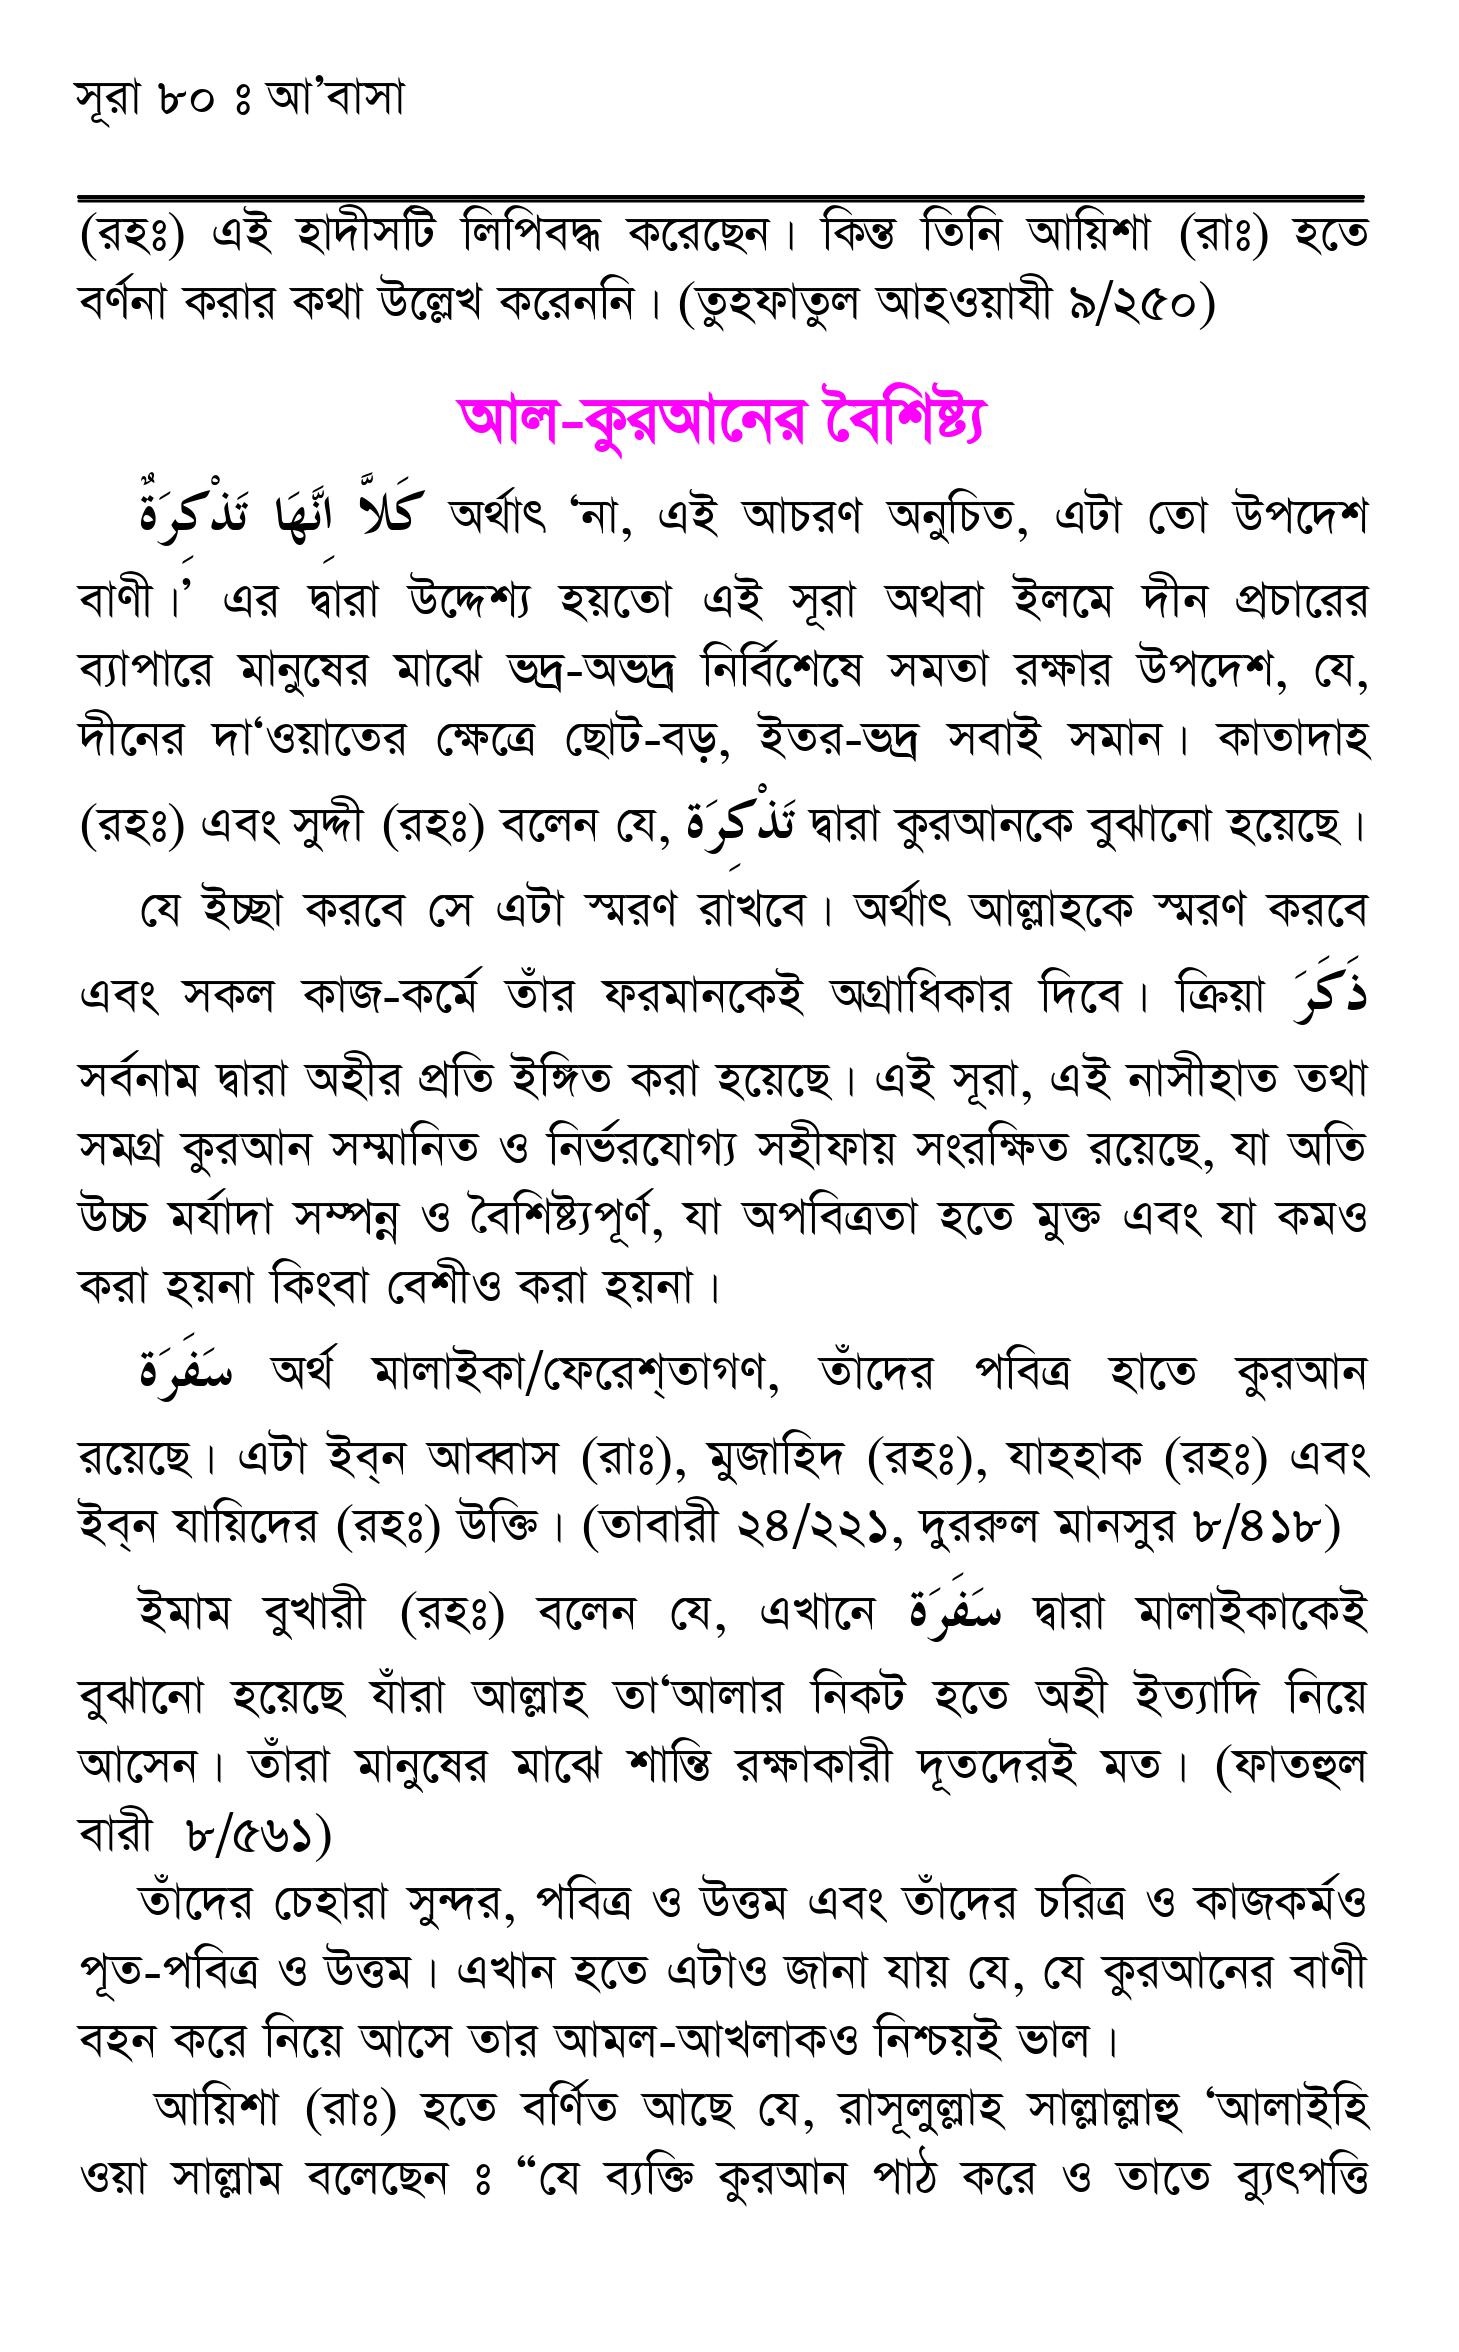 সূরা ৮০ ঃ আ’বাসা
(রহঃ) এই হাদীসটি লিপিবদ্ধ করেছেন। কিন্ত তিনি আয়িশা (রাঃ) হতে
বর্ণনা করার কথা উল্লেখ করেননি। (তুহফাতুল আহওয়াযী ৯/২৫০)
আল-কুরআনের বৈশিষ্ট্য
كَلاَّ اِنَّهَا تَذْكِرَةٌ অর্থাৎ ‘না, এই আচরণ অনুচিত, এটা তো উপদেশ
বাণী।’ এর দ্বারা উদ্দেশ্য হয়তো এই সূরা অথবা ইলমে দীন প্রচারের
ব্যাপারে মানুষের মাঝে ভদ্র-অভদ্র নির্বিশেষে সমতা রক্ষার উপদেশ, যে,
দীনের দা‘ওয়াতের ক্ষেত্রে ছোট-বড়, ইতর-ভদ্র সবাই সমান। কাতাদাহ
(রহঃ) এবং সুদ্দী (রহঃ) বলেন যে, تَذْكِرَة দ্বারা কুরআনকে বুঝানো হয়েছে।
যে ইচ্ছা করবে সে এটা স্মরণ রাখবে। অর্থাৎ আল্লাহকে স্মরণ করবে
এবং সকল কাজ-কর্মে তাঁর ফরমানকেই অগ্রাধিকার দিবে। ক্রিয়া ذَكَرَ
সর্বনাম দ্বারা অহীর প্রতি ইঙ্গিত করা হয়েছে। এই সূরা, এই নাসীহাত তথা
সমগ্র কুরআন সম্মানিত ও নির্ভরযোগ্য সহীফায় সংরক্ষিত রয়েছে, যা অতি
উচ্চ মর্যাদা সম্পন্ন ও বৈশিষ্ট্যপূর্ণ, যা অপবিত্রতা হতে মুক্ত এবং যা কমও
করা হয়না কিংবা বেশীও করা হয়না।
سَفَرَة অর্থ মালাইকা/ফেরেশ্‌তাগণ, তাঁদের পবিত্র হাতে কুরআন
রয়েছে। এটা ইব্‌ন আব্বাস (রাঃ), মুজাহিদ (রহঃ), যাহহাক (রহঃ) এবং
ইব্‌ন যায়িদের (রহঃ) উক্তি। (তাবারী ২৪/২২১, দুররুল মানসুর ৮/৪১৮)
ইমাম বুখারী (রহঃ) বলেন যে, এখানে سَفَرَة দ্বারা মালাইকাকেই
বুঝানো হয়েছে যাঁরা আল্লাহ তা‘আলার নিকট হতে অহী ইত্যাদি নিয়ে
আসেন। তাঁরা মানুষের মাঝে শান্তি রক্ষাকারী দূতদেরই মত। (ফাতহুল
বারী ৮/৫৬১)
তাঁদের চেহারা সুন্দর, পবিত্র ও উত্তম এবং তাঁদের চরিত্র ও কাজকর্মও
পূত-পবিত্র ও উত্তম। এখান হতে এটাও জানা যায় যে, যে কুরআনের বাণী
বহন করে নিয়ে আসে তার আমল-আখলাকও নিশ্চয়ই ভাল।
আয়িশা (রাঃ) হতে বর্ণিত আছে যে, রাসূলুল্লাহ সাল্লাল্লাহু ‘আলাইহি
ওয়া সাল্লাম বলেছেন ঃ “যে ব্যক্তি কুরআন পাঠ করে ও তাতে ব্যুৎপত্তি